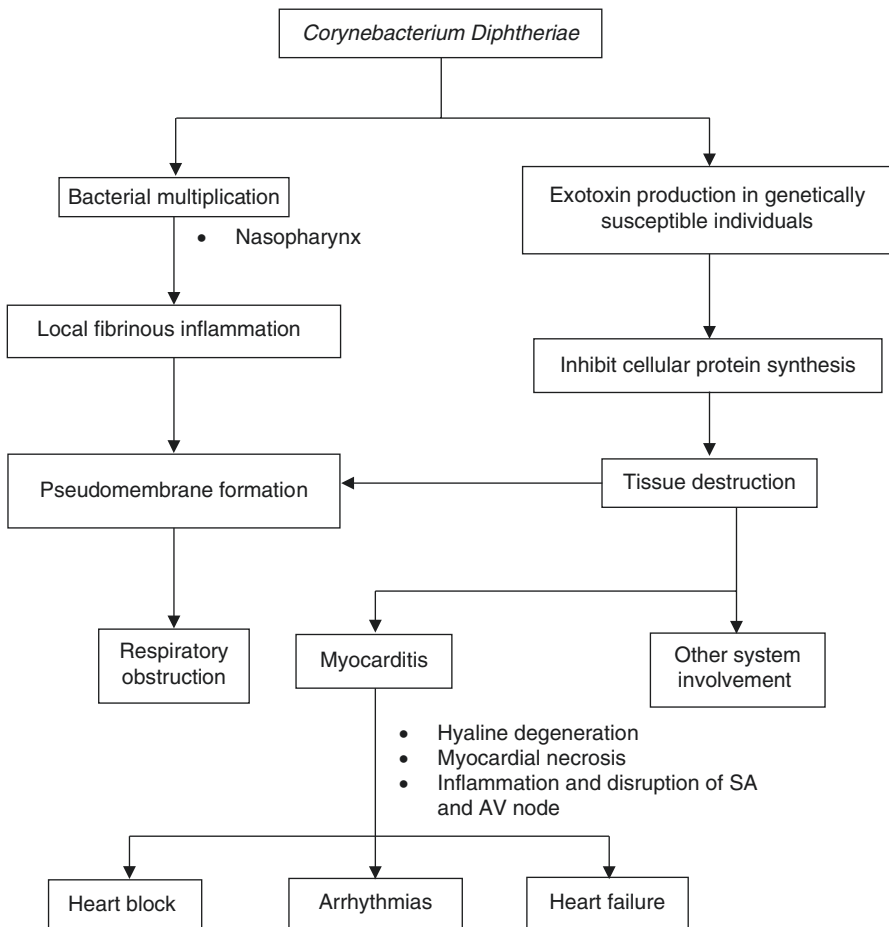 Corynebacterium Diphtheriae
Bacterial multiplication
Exotoxin production in genetically
susceptible individuals
• Nasopharynx
Local fibrinous inflammation
Inhibit cellular protein synthesis
Pseudomembrane formation
Tissue destruction
Respiratory
obstruction
Myocarditis
Other system
involvement
• Hyaline degeneration
• Myocardial necrosis
• Inflammation and disruption of SA
and AV node
Heart block
Arrhythmias
Heart failure